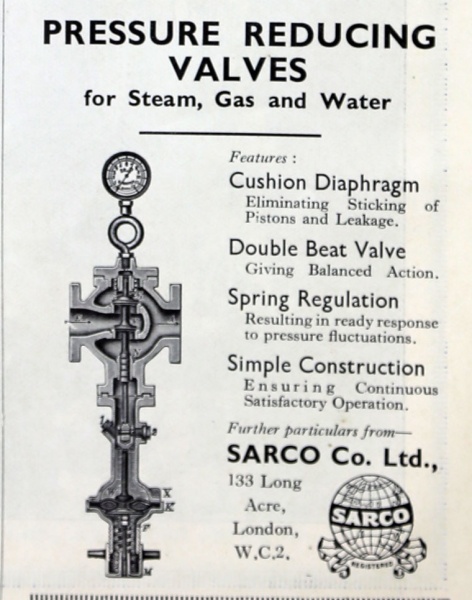 PRESSURE REDUCING
VALVES
for Steam, Gas and Water
Features :
Cushion Diaphragm
Eliminating Sticking of
Pistons and Leakage.
Double Beat Valve
Giving Balanced Action.
Spring Regulation
Resulting in ready response
to pressure fluctuations.
Simple Construction
Ensuring Continuous
Satisfactory Operation.
Further particulars from—
SARCO Co. Ltd.,
133 Long
Acre,
London,
W.C.2.
SARCO
REGISTERED
X
K
F
M